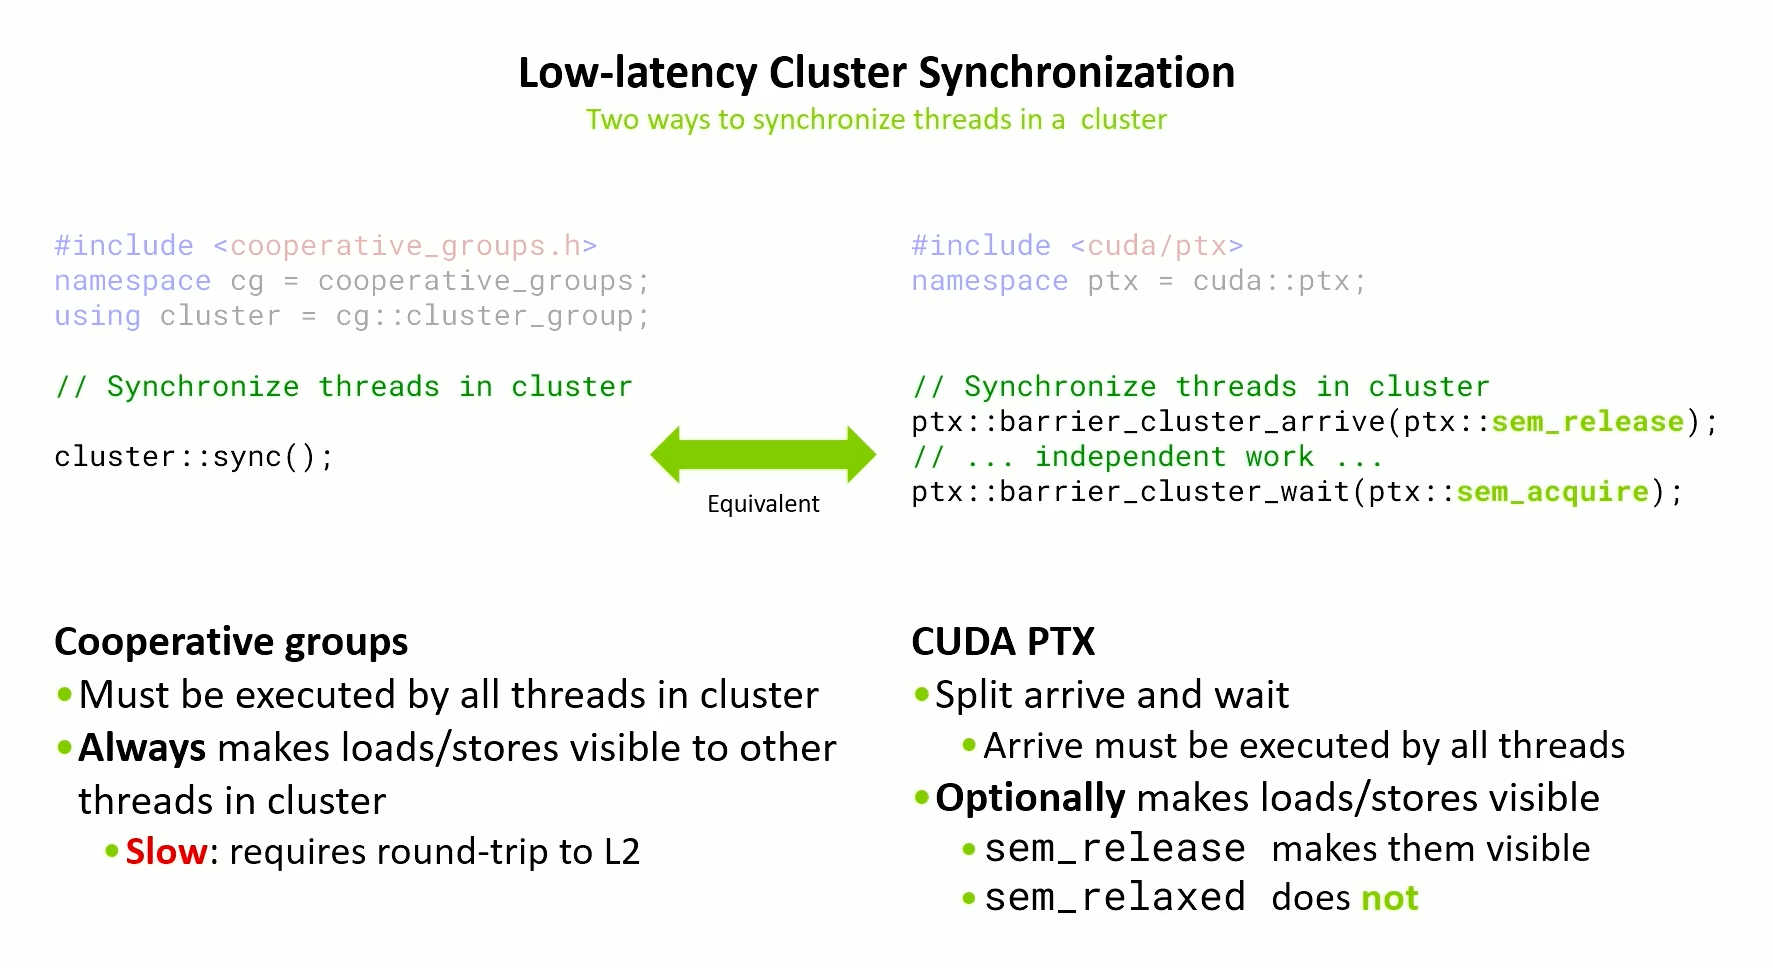 Low-latency Cluster Synchronization
Two ways to synchronize threads in a cluster
#include <cooperative_groups.h>
namespace cg = cooperative_groups;
using cluster = cg::cluster_group;
// Synchronize threads in cluster
cluster::sync();
Equivalent
#include <cuda/ptx>
namespace ptx = cuda::ptx;
// Synchronize threads in cluster
ptx::barrier_cluster_arrive(ptx::sem_release);
// ... independent work ...
ptx::barrier_cluster_wait(ptx::sem_acquire);
Cooperative groups
•Must be executed by all threads in cluster
•Always makes loads/stores visible to other
threads in cluster
•Slow: requires round-trip to L2
CUDA PTX
•Split arrive and wait
•Arrive must be executed by all threads
•Optionally makes loads/stores visible
•sem_release makes them visible
•sem_relaxed does not